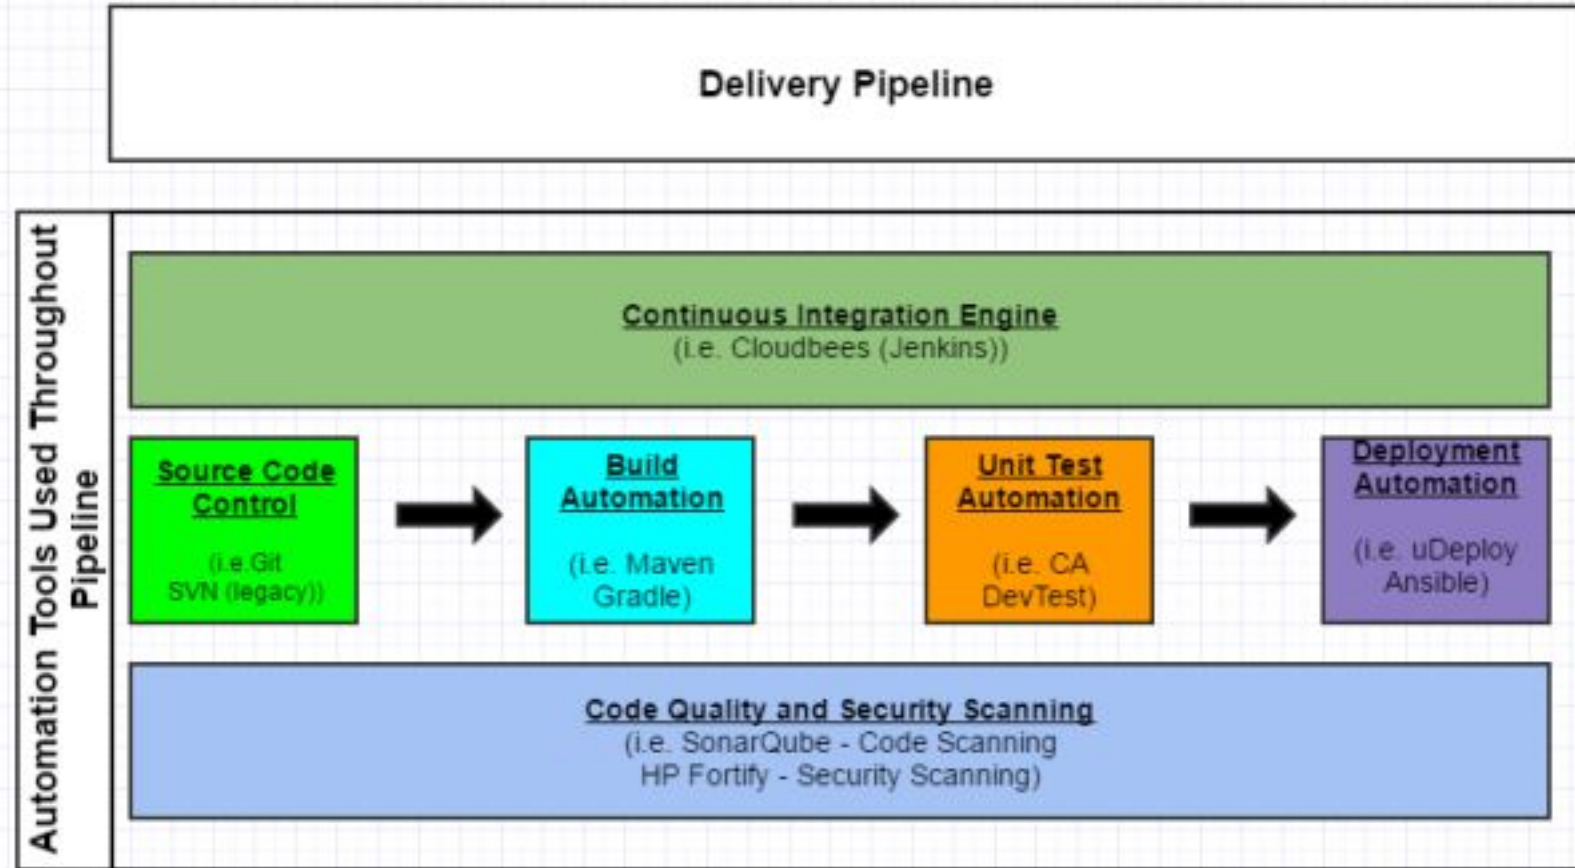 Delivery Pipeline
Automation Tools Used Throughout
Pipeline
Continuous Integration Engine
(i.e. Cloudbees (Jenkins))
Source Code
Control
(i.e.Git
SVN (legacy))
Build
Automation
(i.e. Maven
Gradle)
Unit Test
Automation
(i.e. CA
DevTest)
Deployment
Automation
(i.e. uDeploy
Ansible)
Code Quality and Security Scanning
(i.e. SonarQube - Code Scanning
HP Fortify - Security Scanning)